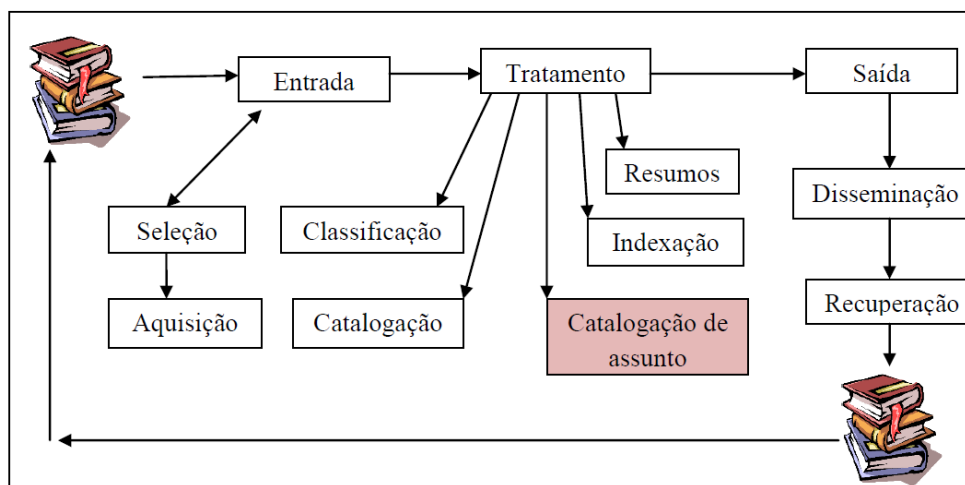 Entrada
Tratamento
Saída
Resumos
Disseminação
Seleção
Classificação
Indexação
Aquisição
Catalogação
Catalogação de
assunto
Recuperação